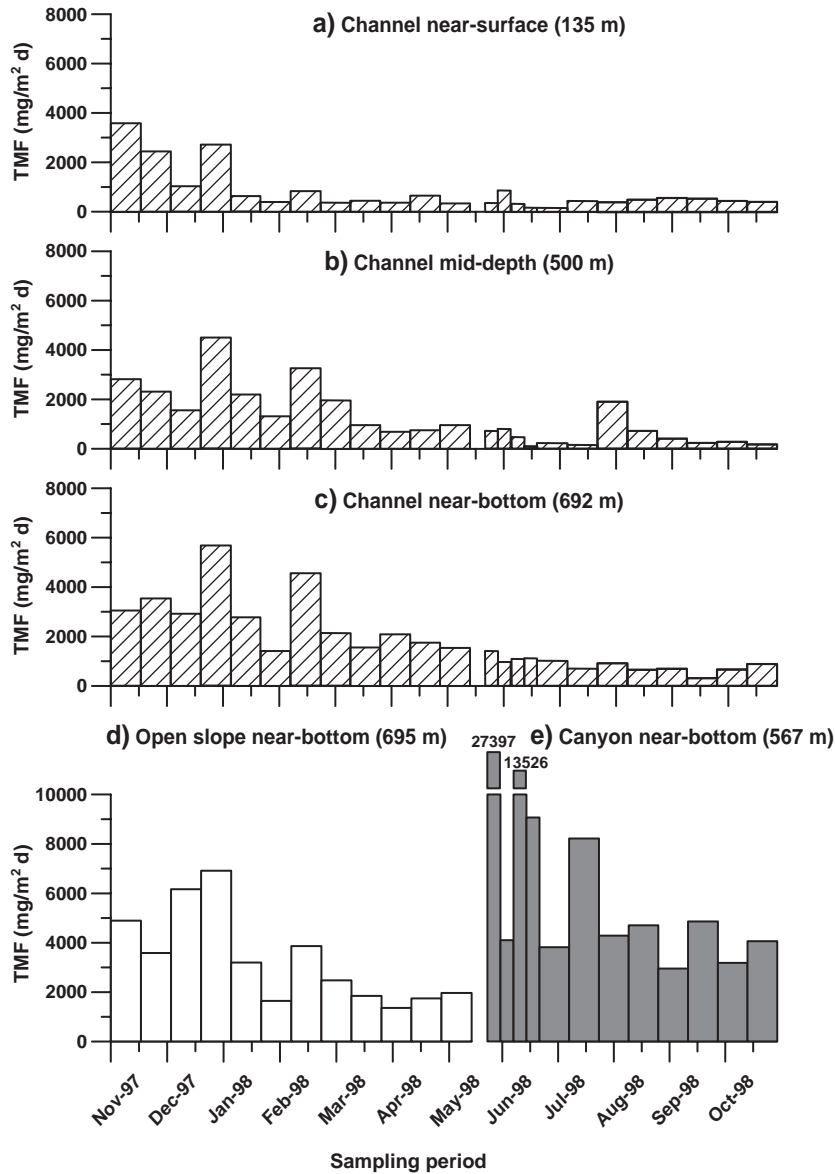 a) Channel near-surface (135 m)
TMF (mg/m² d)
8000
6000
4000
2000
0
b) Channel mid-depth (500 m)
TMF (mg/m² d)
8000
6000
4000
2000
0
c) Channel near-bottom (692 m)
TMF (mg/m² d)
8000
6000
4000
2000
0
d) Open slope near-bottom (695 m)
e) Canyon near-bottom (567 m)
27397
13526
TMF (mg/m² d)
10000
8000
6000
4000
2000
0
Nov-97
Dec-97
Jan-98
Feb-98
Mar-98
Apr-98
May-98
Jun-98
Jul-98
Aug-98
Sep-98
Oct-98
Sampling period